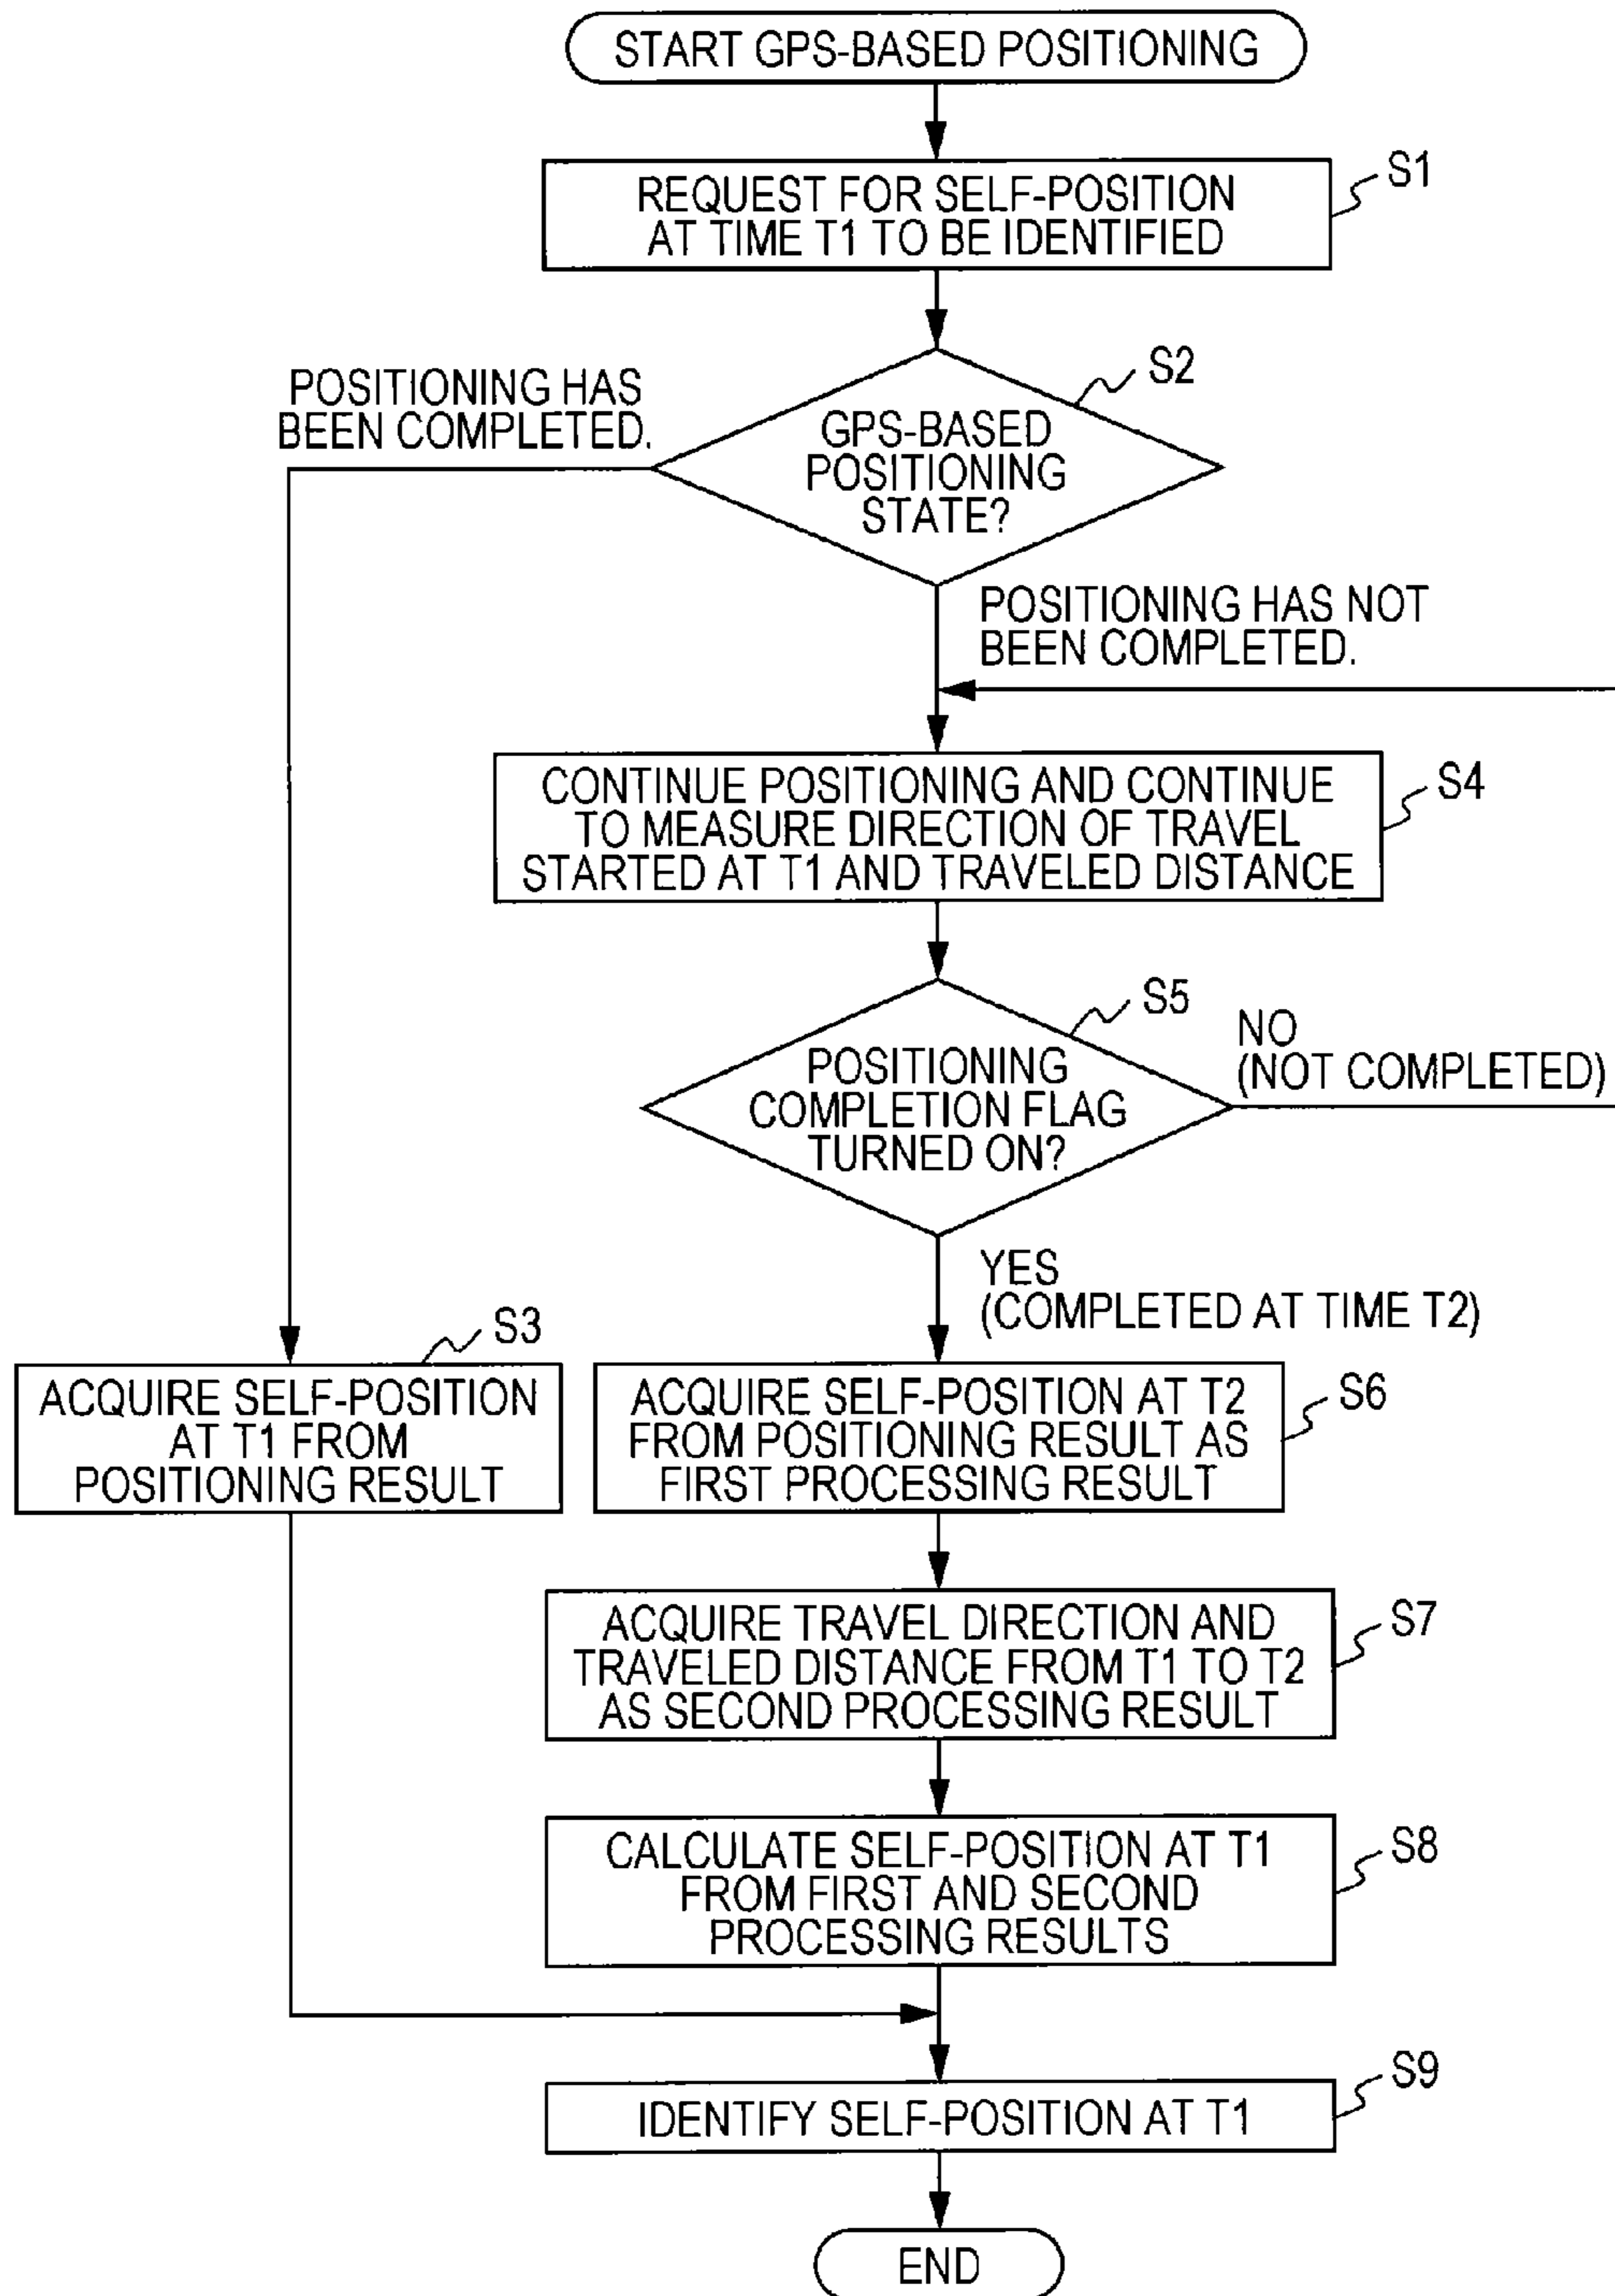 START GPS-BASED POSITIONING
S1
REQUEST FOR SELF-POSITION
AT TIME T1 TO BE IDENTIFIED
S2
POSITIONING HAS
BEEN COMPLETED.
GPS-BASED
POSITIONING
STATE?
POSITIONING HAS NOT
BEEN COMPLETED.
S4
CONTINUE POSITIONING AND CONTINUE
TO MEASURE DIRECTION OF TRAVEL
STARTED AT T1 AND TRAVELED DISTANCE
S5
NO
(NOT COMPLETED)
POSITIONING
COMPLETION FLAG
TURNED ON?
YES
(COMPLETED AT TIME T2)
S3
ACQUIRE SELF-POSITION
AT T1 FROM
POSITIONING RESULT
S6
ACQUIRE SELF-POSITION AT T2
FROM POSITIONING RESULT AS
FIRST PROCESSING RESULT
S7
ACQUIRE TRAVEL DIRECTION AND
TRAVELED DISTANCE FROM T1 TO T2
AS SECOND PROCESSING RESULT
S8
CALCULATE SELF-POSITION AT T1
FROM FIRST AND SECOND
PROCESSING RESULTS
S9
IDENTIFY SELF-POSITION AT T1
END